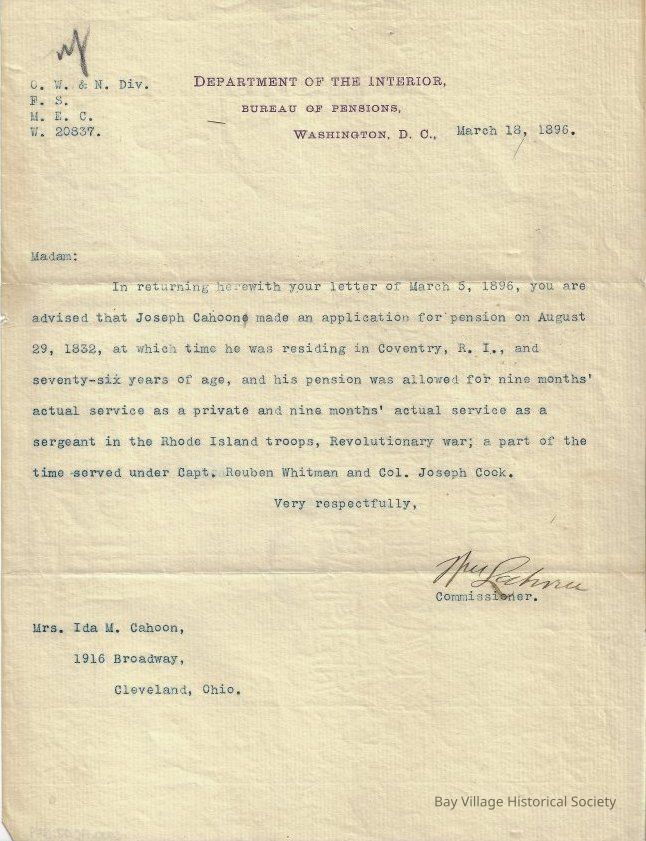 O. W. & N. Div.
F. S.
M. E. C.
W. 20837.
DEPARTMENT OF THE INTERIOR,
BUREAU OF PENSIONS,
WASHINGTON, D. C., March 18, 1896.
Madam:
In returning herewith your letter of March 5, 1896, you are
advised that Joseph Cahoone made an application for pension on August
29, 1832, at which time he was residing in Coventry, R. I., and
seventy-six years of age, and his pension was allowed for nine months'
actual service as a private and nine months' actual service as a
sergeant in the Rhode Island troops, Revolutionary war; a part of the
time served under Capt. Reuben Whitman and Col. Joseph Cock.
Very respectfully,
Wm Lochren
Commissioner.
Mrs. Ida M. Cahoon,
1916 Broadway,
Cleveland, Ohio.
Bay Village Historical Society